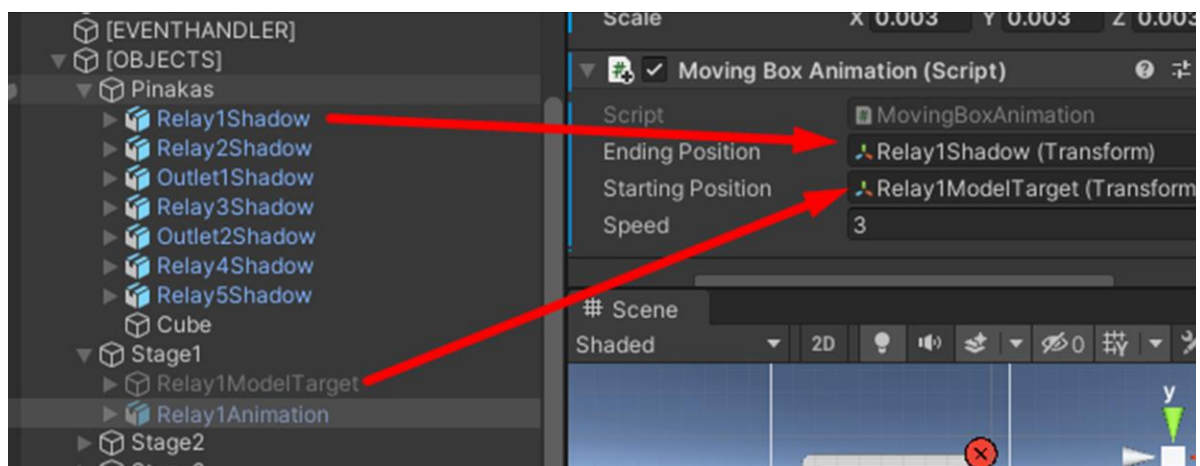 [EVENTHANDLER]
[OBJECTS]
Pinakas
Relay1Shadow
Relay2Shadow
Outlet1Shadow
Relay3Shadow
Outlet2Shadow
Relay4Shadow
Relay5Shadow
Cube
Stage1
Relay1ModelTarget
Relay1Animation
Stage2
Scale X 0.003 Y 0.003 Z 0.003
# Moving Box Animation (Script)
Script # MovingBoxAnimation
Ending Position Relay1Shadow (Transform)
Starting Position Relay1ModelTarget (Transform
Speed 3
# Scene
Shaded 2D 0
y